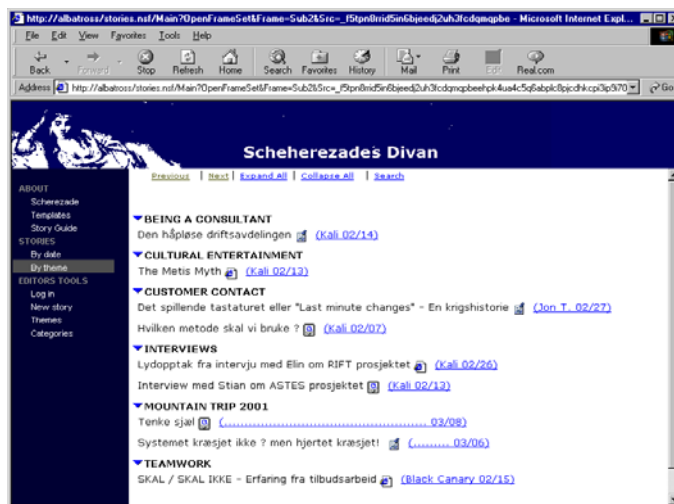 http://albatross/stories.nsf/Main?OpenFrameSet&Frame=Sub2&Src=_f5tpn8rrid5in6bjeedj2uh3fcdqmqpbe - Microsoft Internet Expl...
File Edit View Favorites Tools Help
Back Forward Stop Refresh Home Search Favorites History Mail Print Edit Real.com
Address Go
Scheherezades Divan
Previous | Next | Expand All | Collapse All | Search
ABOUT
Scherezade
Templates
Story Guide
STORIES
By date
By theme
EDITORS TOOLS
Log in
New story
Themes
Categories
BEING A CONSULTANT
Den håpløse driftsavdelingen (Kali 02/14)
CULTURAL ENTERTAINMENT
The Metis Myth (Kali 02/13)
CUSTOMER CONTACT
Det spillende tastaturet eller "Last minute changes" - En krigshistorie (Jon T. 02/27)
Hvilken metode skal vi bruke ? (Kali 02/07)
INTERVIEWS
Lydopptak fra intervju med Elin om RIFT prosjektet (Kali 02/26)
Interview med Stian om ASTES prosjektet (Kali 02/13)
MOUNTAIN TRIP 2001
Tenke sjæl (............................................. 03/08)
Systemet kræsjet ikke ? men hjertet kræsjet! (......... 03/06)
TEAMWORK
SKAL / SKAL IKKE - Erfaring fra tilbudsarbeid (Black Canary 02/15)